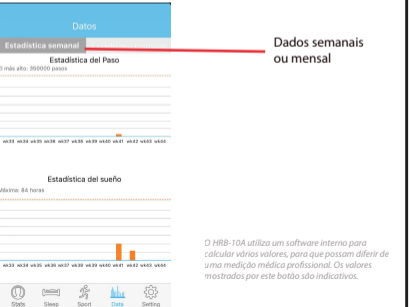 Datos
Estadística semanal
Estadística del Paso
El más alto: 350000 pasos
wk33 wk34 wk35 wk36 wk37 wk38 wk39 wk40 wk41 wk42 wk43 wk44
Estadística del sueño
Máxima: 84 horas
wk33 wk34 wk35 wk36 wk37 wk38 wk39 wk40 wk41 wk42 wk43 wk44
Stats Sleep Sport Data Setting
Dados semanais
ou mensal
O HRB-10A utiliza um software interno para
calcular vários valores, para que possam diferir de
uma medição médica profissional. Os valores
mostrados por este botão são indicativos.